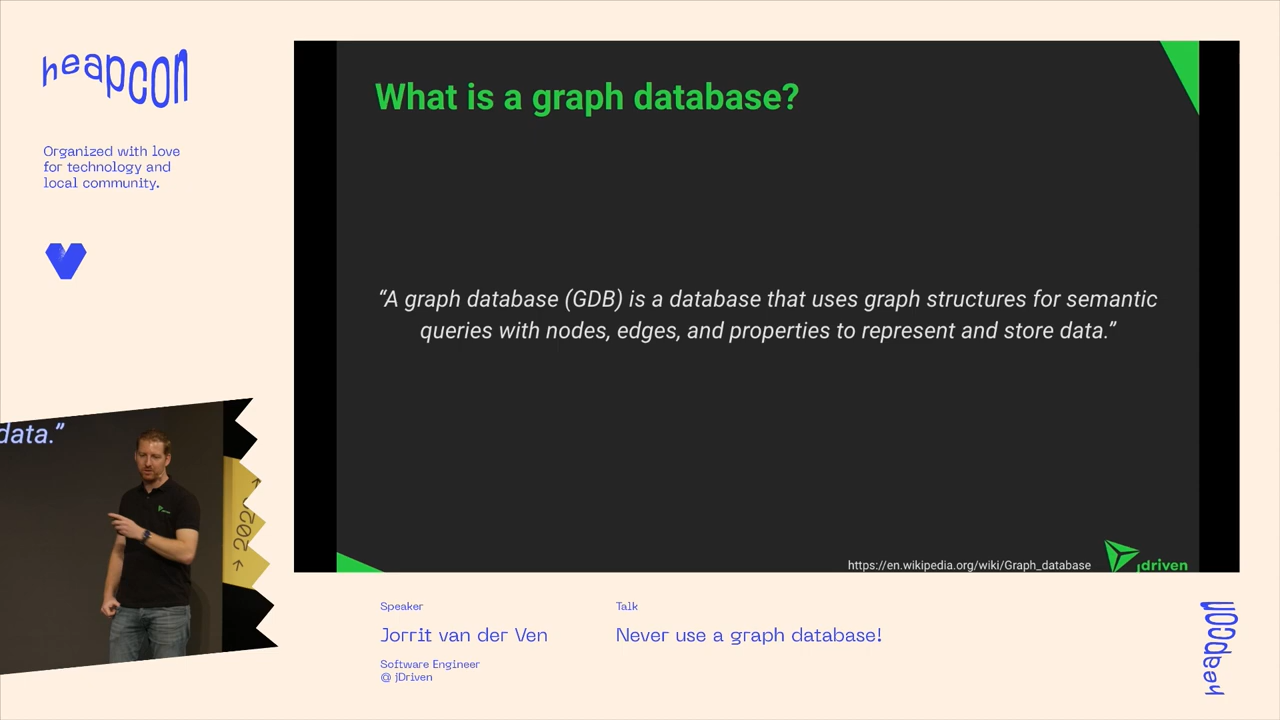 heapcon
Organized with love
for technology and
local community.
What is a graph database?
“A graph database (GDB) is a database that uses graph structures for semantic
queries with nodes, edges, and properties to represent and store data.”
https://en.wikipedia.org/wiki/Graph_database
jdriven
data.”
jdriven
→ 202
Speaker
Jorrit van der Ven
Software Engineer
@ jDriven
Talk
Never use a graph database!
heapcon